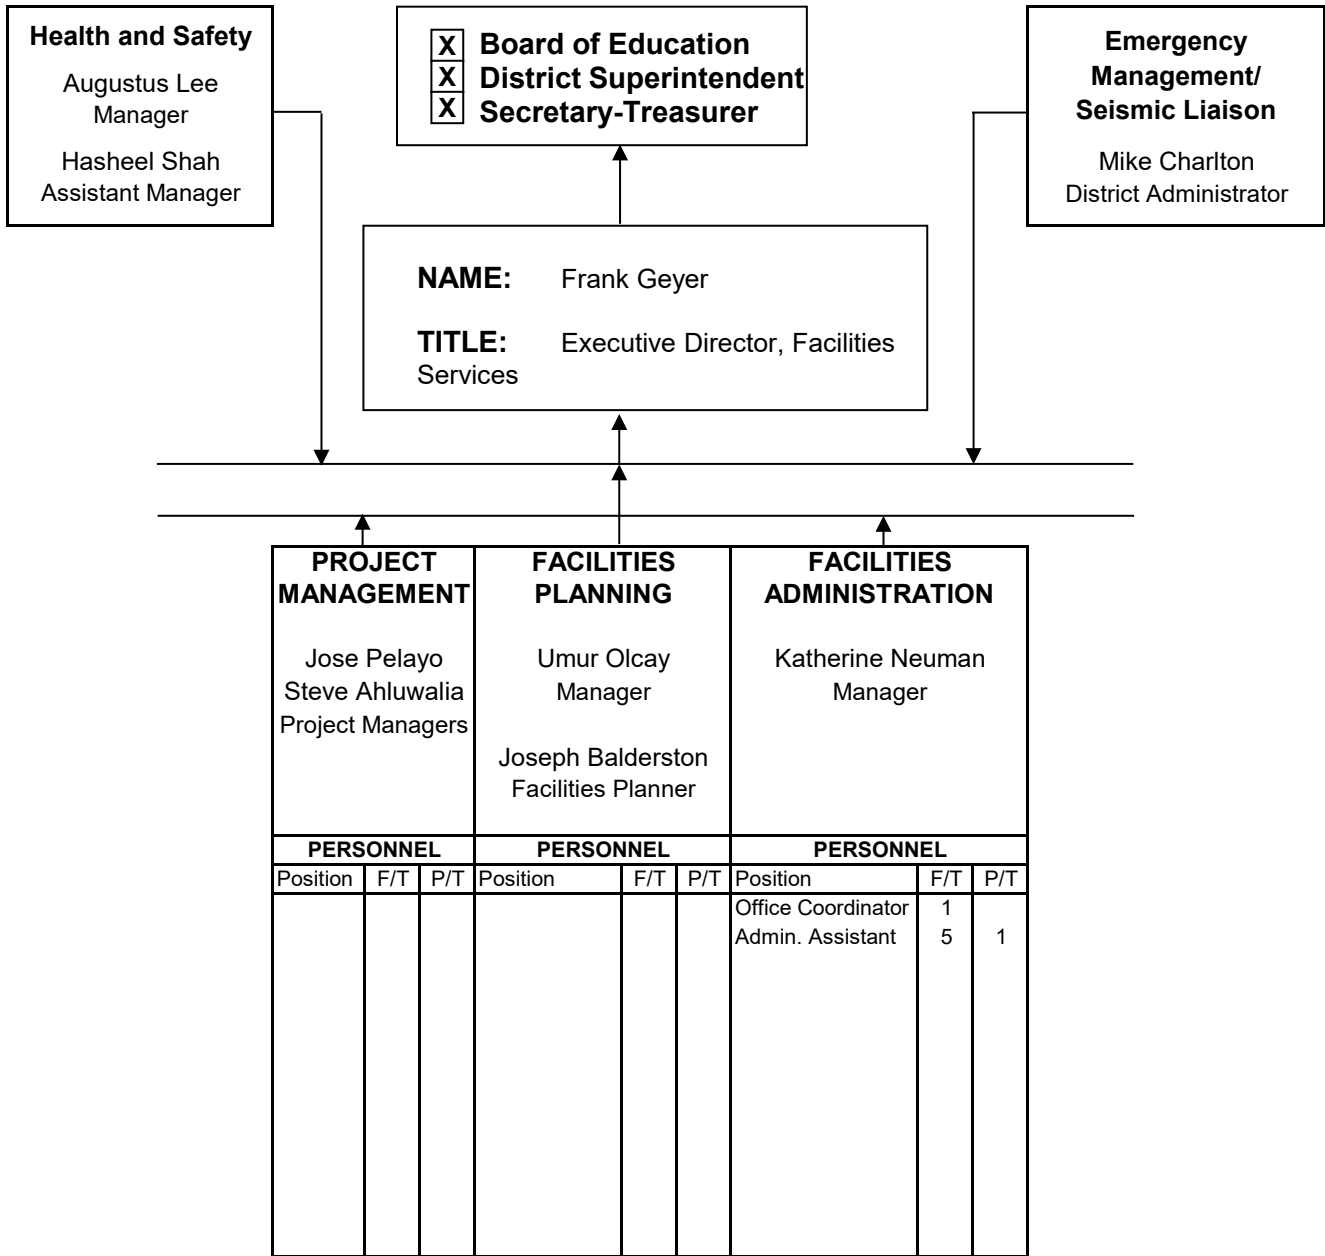 Health and Safety
Augustus Lee
Manager
Hasheel Shah
Assistant Manager
X Board of Education
X District Superintendent
X Secretary-Treasurer
Emergency
Management/
Seismic Liaison
Mike Charlton
District Administrator
NAME: Frank Geyer
TITLE: Executive Director, Facilities
Services
PROJECT
MANAGEMENT
Jose Pelayo
Steve Ahluwalia
Project Managers
FACILITIES
PLANNING
Umur Olcay
Manager
Joseph Balderston
Facilities Planner
FACILITIES
ADMINISTRATION
Katherine Neuman
Manager
PERSONNEL PERSONNEL PERSONNEL
Position F/T P/T Position F/T P/T Position F/T P/T
Office Coordinator 1
Admin. Assistant 5 1